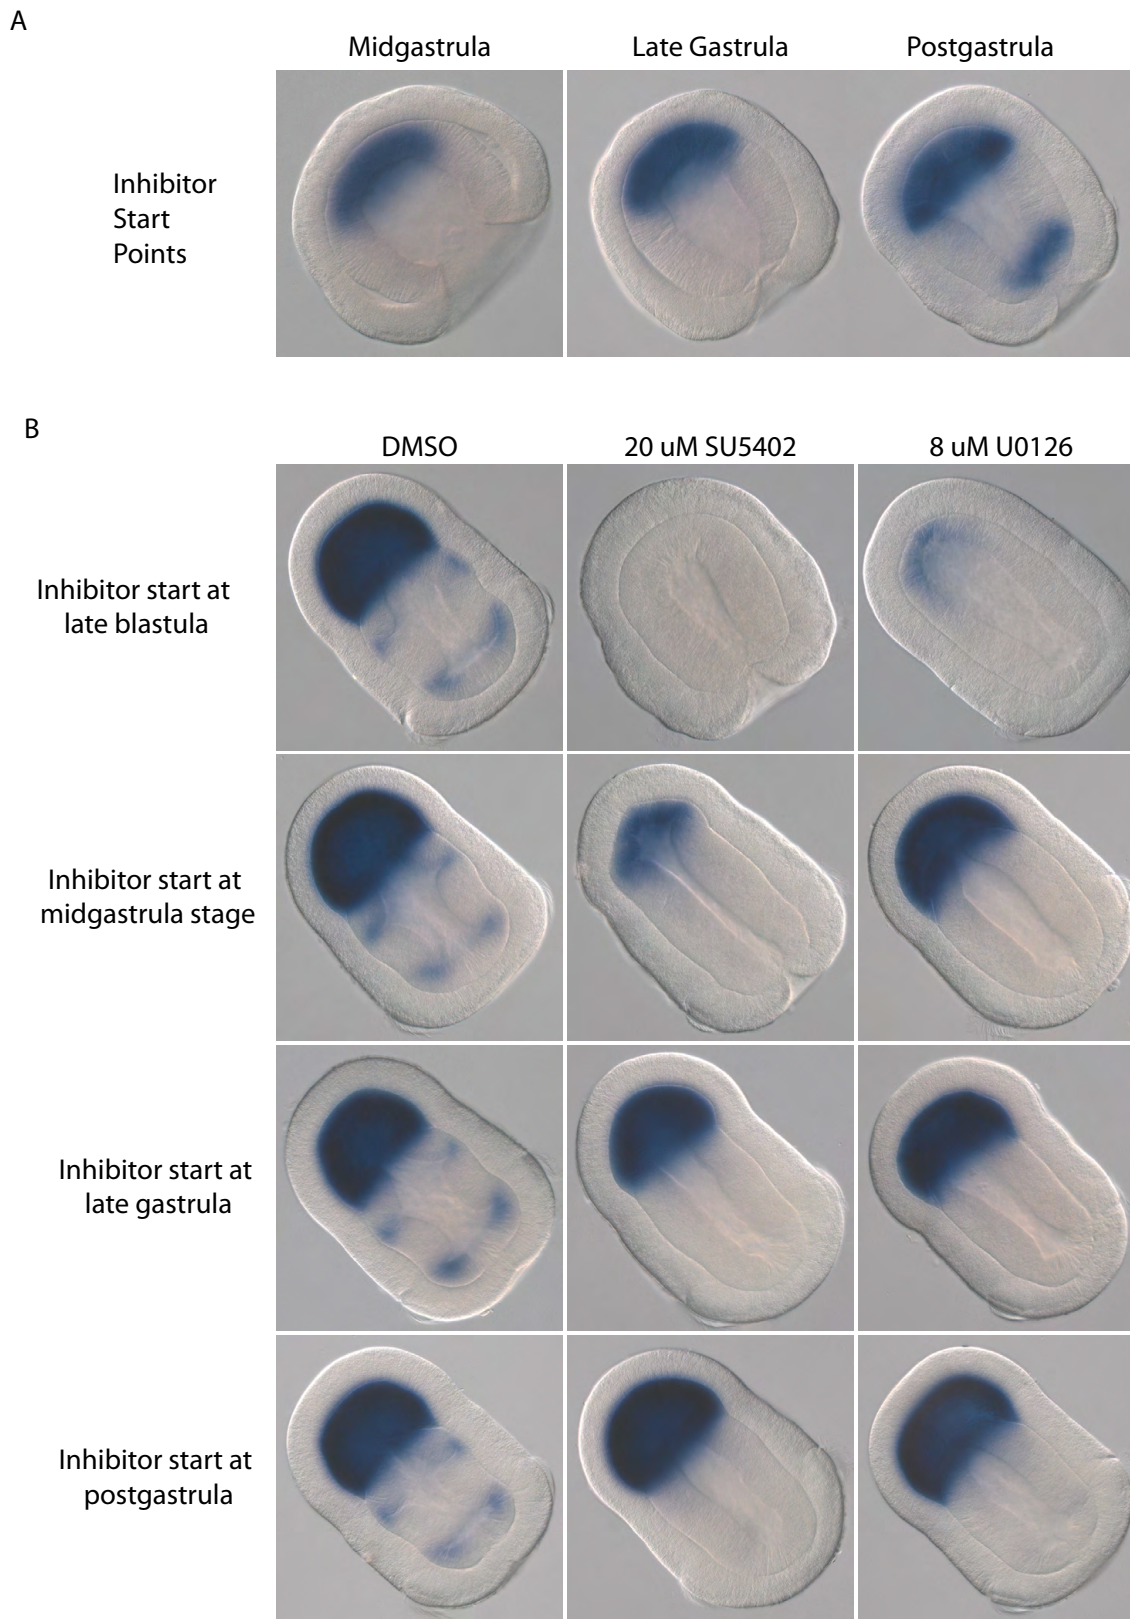 A
Midgastrula
Late Gastrula
Postgastrula
Inhibitor
Start
Points
B
DMSO
20 uM SU5402
8 uM U0126
Inhibitor start at
late blastula
Inhibitor start at
midgastrula stage
Inhibitor start at
late gastrula
Inhibitor start at
postgastrula